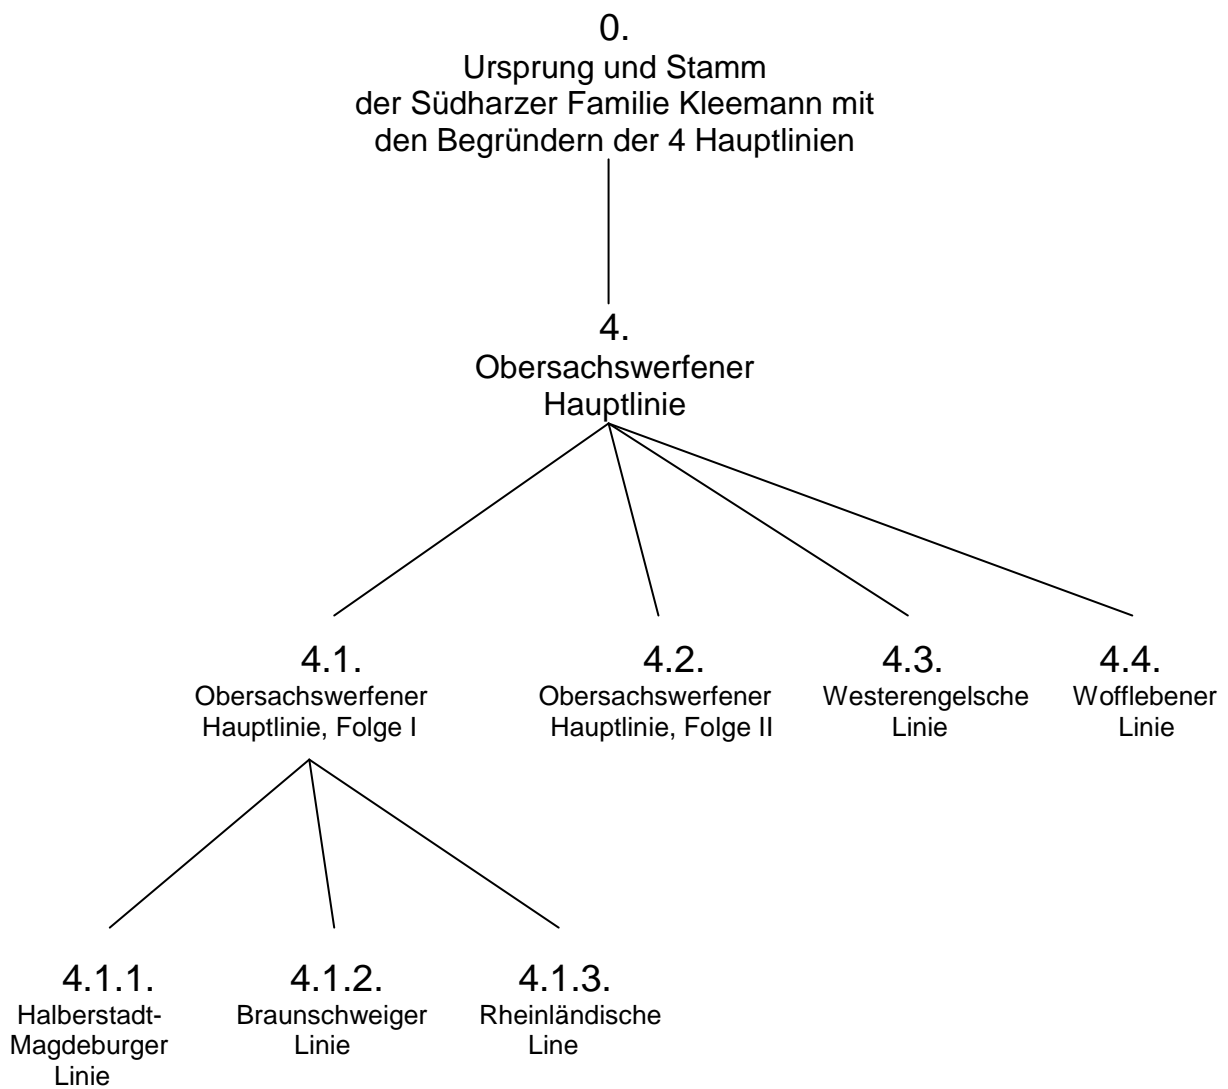 0.
Ursprung und Stamm
der Südharzer Familie Kleemann mit
den Begründern der 4 Hauptlinien
4.
Obersachswerfener
Hauptlinie
4.1.
Obersachswerfener
Hauptlinie, Folge I
4.2.
Obersachswerfener
Hauptlinie, Folge II
4.3.
Westerengelsche
Linie
4.4.
Wofflebener
Linie
4.1.1.
Halberstadt-
Magdeburger
Linie
4.1.2.
Braunschweiger
Linie
4.1.3.
Rheinländische
Line